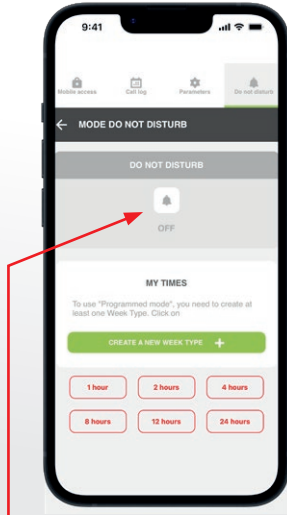 9:41
Mobile access
Call log
Parameters
Do not disturb
MODE DO NOT DISTURB
DO NOT DISTURB
OFF
MY TIMES
To use "Programmed mode", you need to create at
least one Week Type. Click on
CREATE A NEW WEEK TYPE +
1 hour
2 hours
4 hours
8 hours
12 hours
24 hours